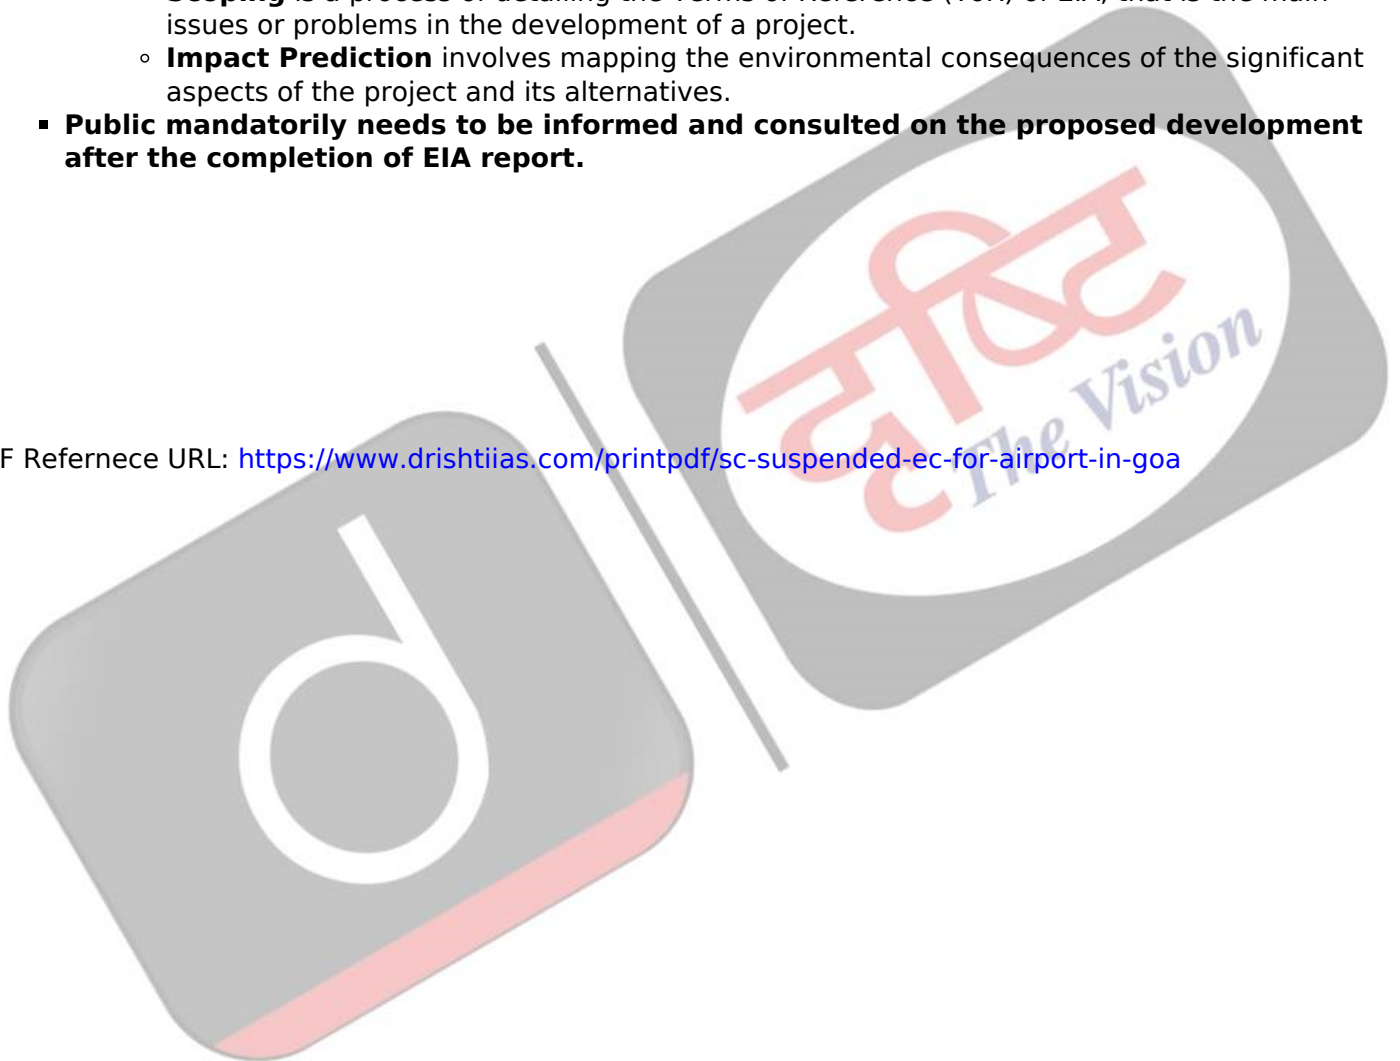 issues or problems in the development of a project.
◦ Impact Prediction involves mapping the environmental consequences of the significant
aspects of the project and its alternatives.
▪ Public mandatorily needs to be informed and consulted on the proposed development
after the completion of EIA report.
दृष्टि
The Vision
F Refernece URL: https://www.drishtiias.com/printpdf/sc-suspended-ec-for-airport-in-goa
d